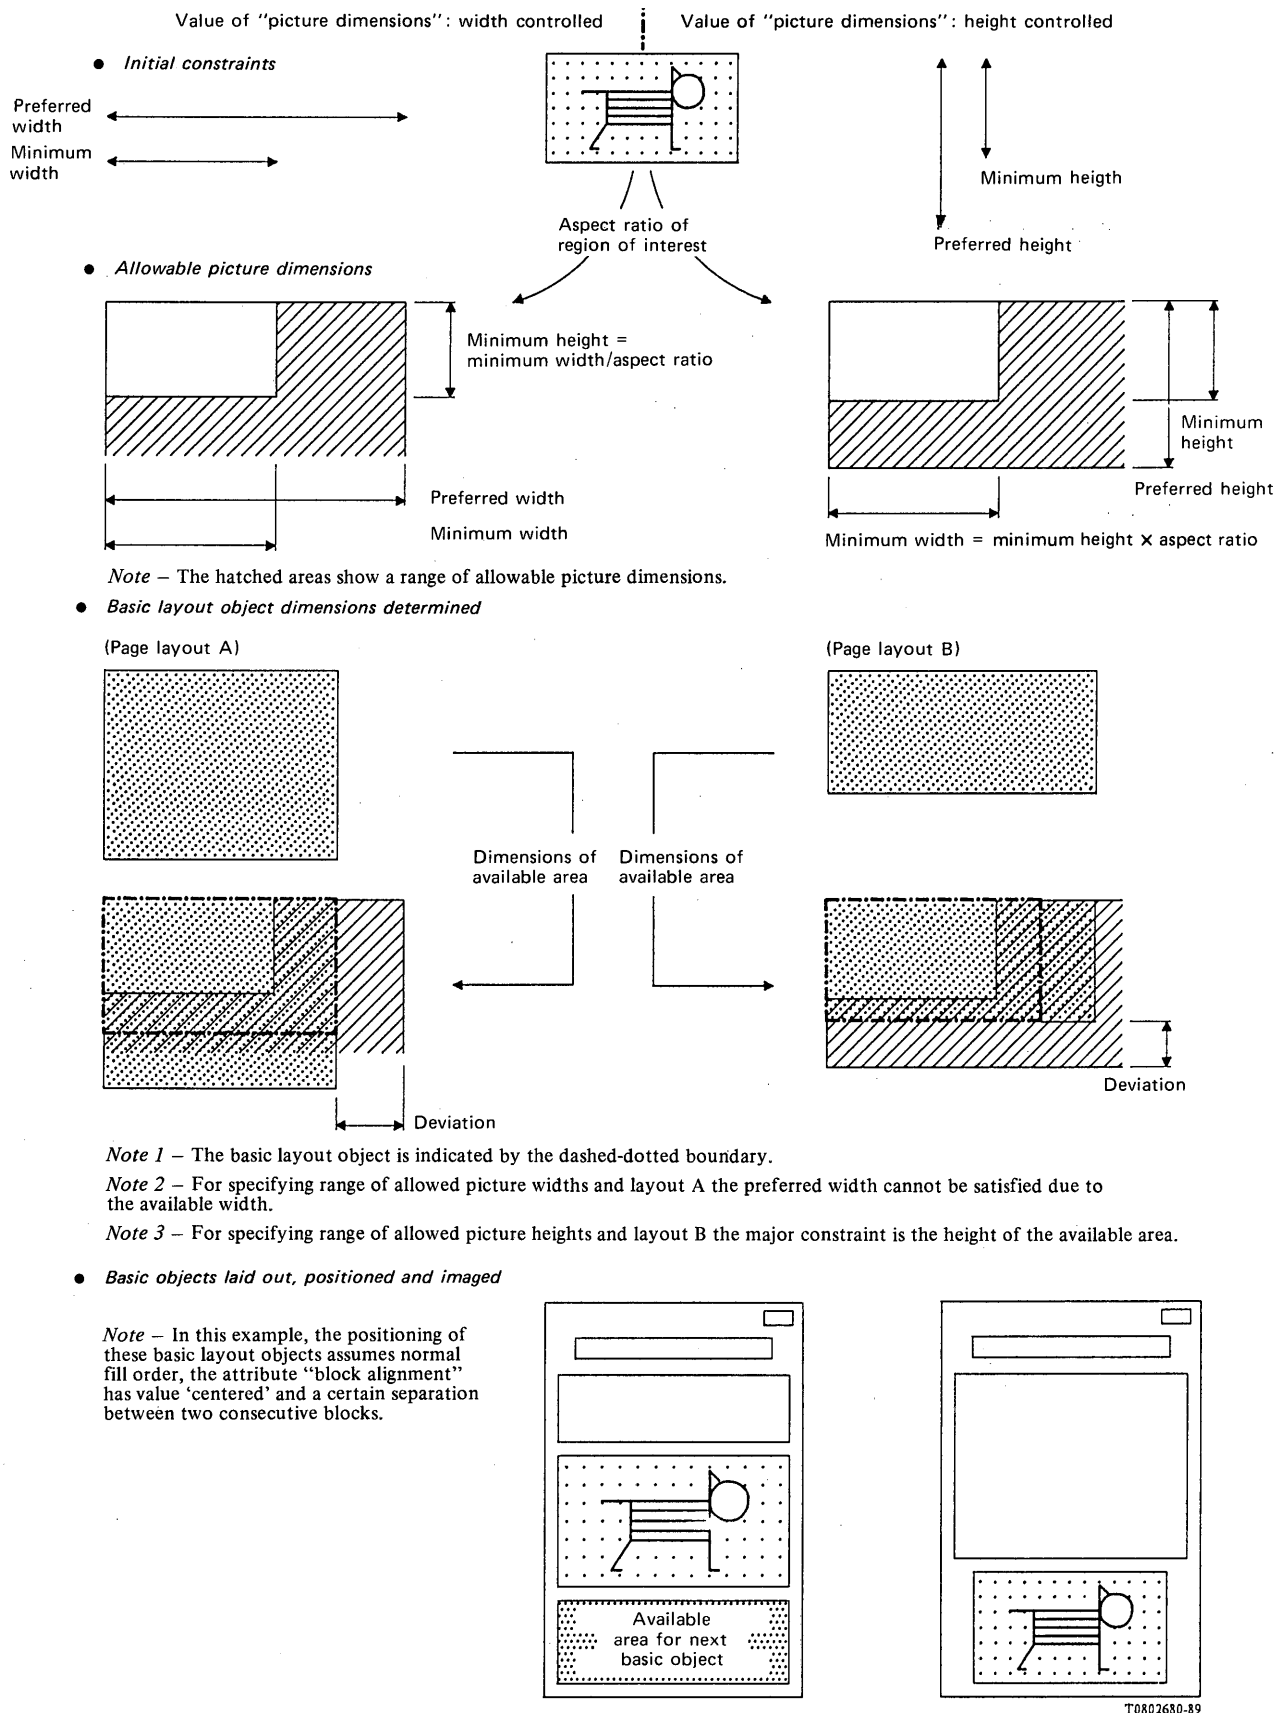 Value of "picture dimensions": width controlled
Value of "picture dimensions": height controlled
● Initial constraints
Preferred
width
Minimum
width
Minimum heigth
Preferred height
Aspect ratio of
region of interest
● Allowable picture dimensions
Minimum height =
minimum width/aspect ratio
Preferred width
Minimum width
Minimum
height
Preferred height
Minimum width = minimum height × aspect ratio
Note – The hatched areas show a range of allowable picture dimensions.
● Basic layout object dimensions determined
(Page layout A)
(Page layout B)
Dimensions of
available area
Dimensions of
available area
Deviation
Deviation
Note 1 – The basic layout object is indicated by the dashed-dotted boundary.
Note 2 – For specifying range of allowed picture widths and layout A the preferred width cannot be satisfied due to
the available width.
Note 3 – For specifying range of allowed picture heights and layout B the major constraint is the height of the available area.
● Basic objects laid out, positioned and imaged
Note – In this example, the positioning of
these basic layout objects assumes normal
fill order, the attribute "block alignment"
has value 'centered' and a certain separation
between two consecutive blocks.
Available
area for next
basic object
T0802680-89